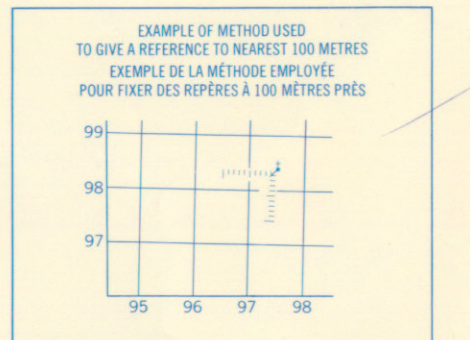 EXAMPLE OF METHOD USED
TO GIVE A REFERENCE TO NEAREST 100 METRES
EXEMPLE DE LA MÉTHODE EMPLOYÉE
POUR FIXER DES REPÈRES À 100 MÈTRES PRÈS
99
98
97
95 96 97 98